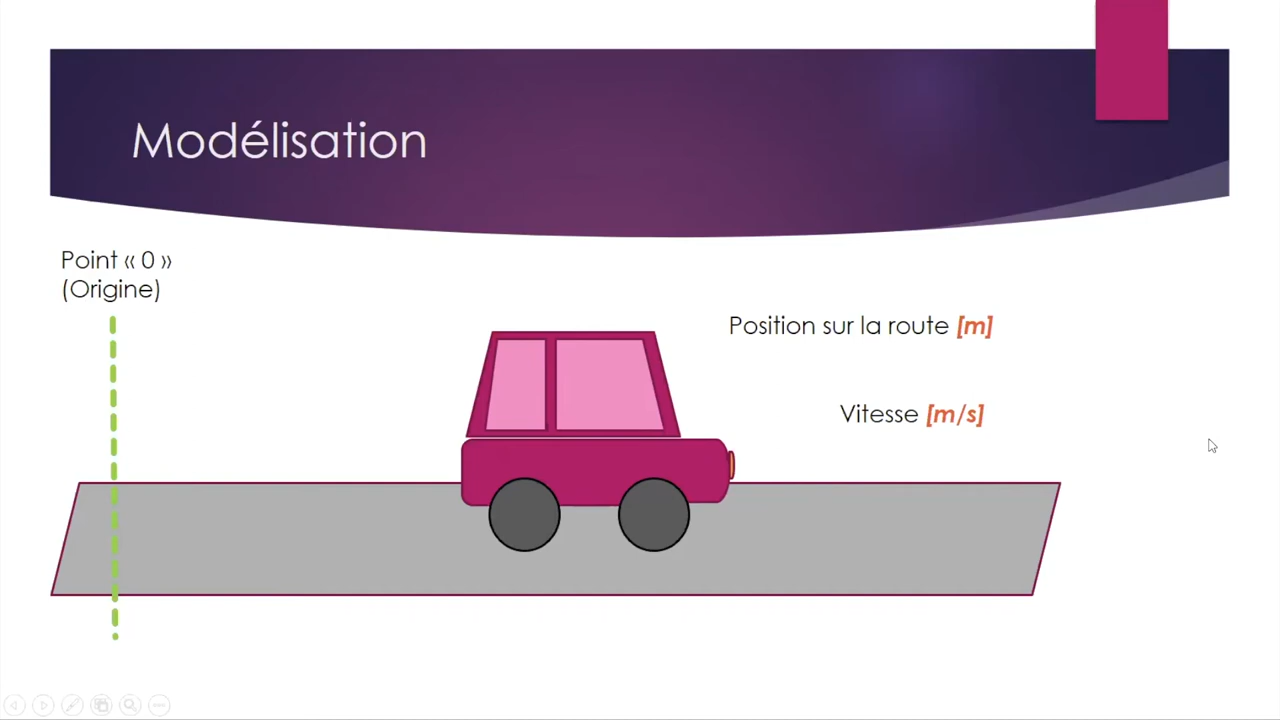 Modélisation
Point « 0 »
(Origine)
Position sur la route [m]
Vitesse [m/s]